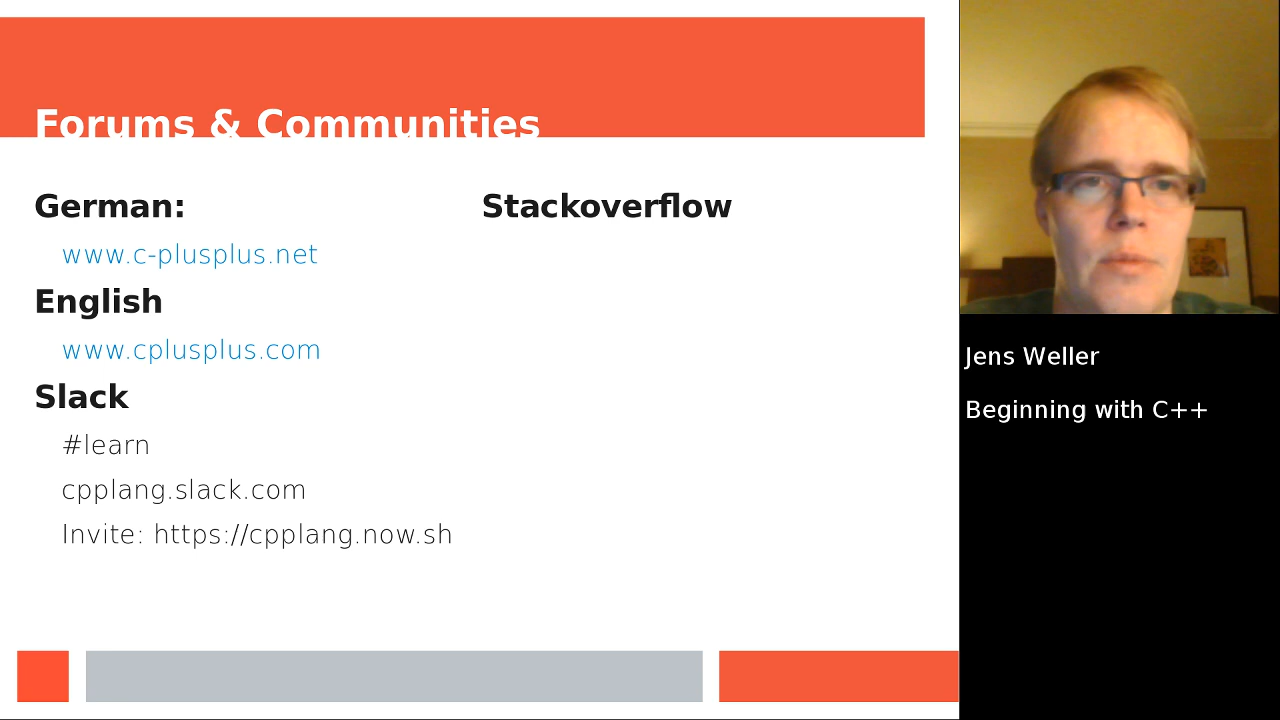 Forums & Communities
German:
www.c-plusplus.net
English
www.cplusplus.com
Slack
#learn
cpplang.slack.com
Invite: https://cpplang.now.sh
Stackoverflow
Jens Weller
Beginning with C++